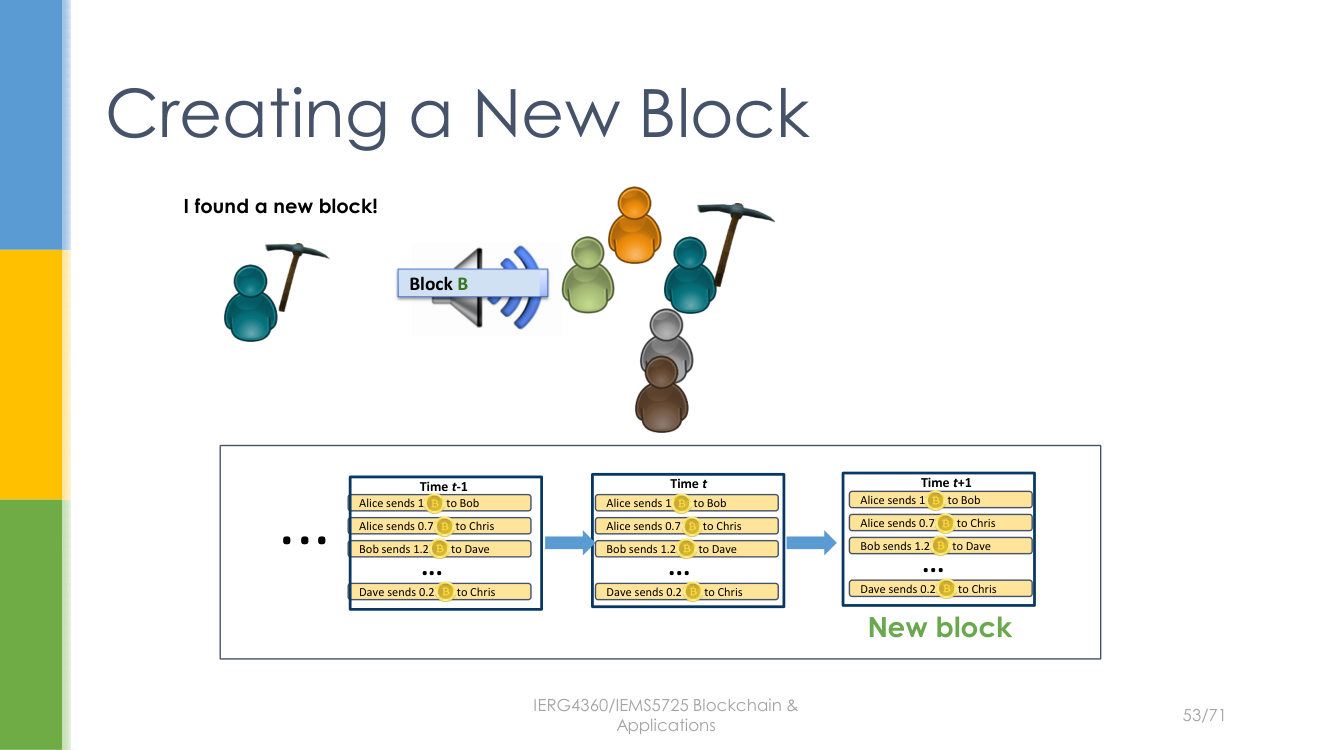 Creating a New Block
I found a new block!
Block B
...
Time t-1
Alice sends 1 B to Bob
Alice sends 0.7 B to Chris
Bob sends 1.2 B to Dave
...
Dave sends 0.2 B to Chris
Time t
Alice sends 1 B to Bob
Alice sends 0.7 B to Chris
Bob sends 1.2 B to Dave
...
Dave sends 0.2 B to Chris
Time t+1
Alice sends 1 B to Bob
Alice sends 0.7 B to Chris
Bob sends 1.2 B to Dave
...
Dave sends 0.2 B to Chris
New block
IERG4360/IEMS5725 Blockchain &
Applications
53/71